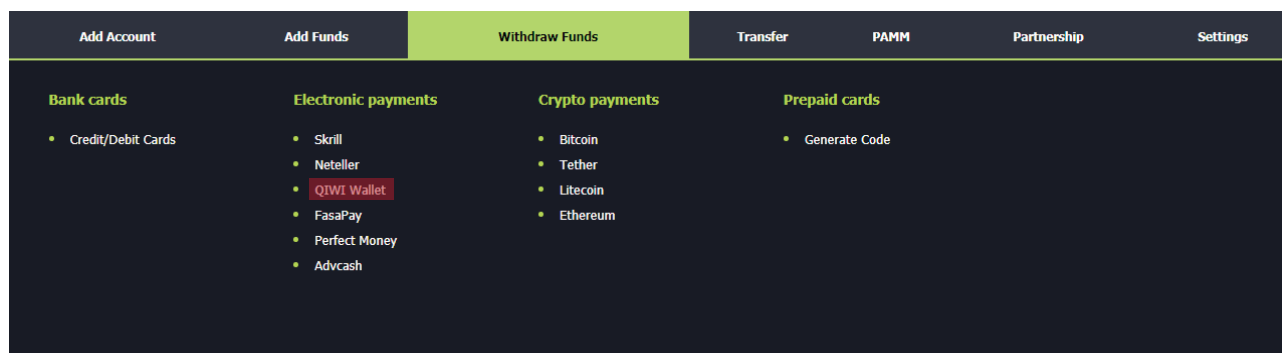 Add Account
Add Funds
Withdraw Funds
Transfer
PAMM
Partnership
Settings
Bank cards
Credit/Debit Cards
Electronic payments
Skrill
Neteller
QIWI Wallet
FasaPay
Perfect Money
Advcash
Crypto payments
Bitcoin
Tether
Litecoin
Ethereum
Prepaid cards
Generate Code